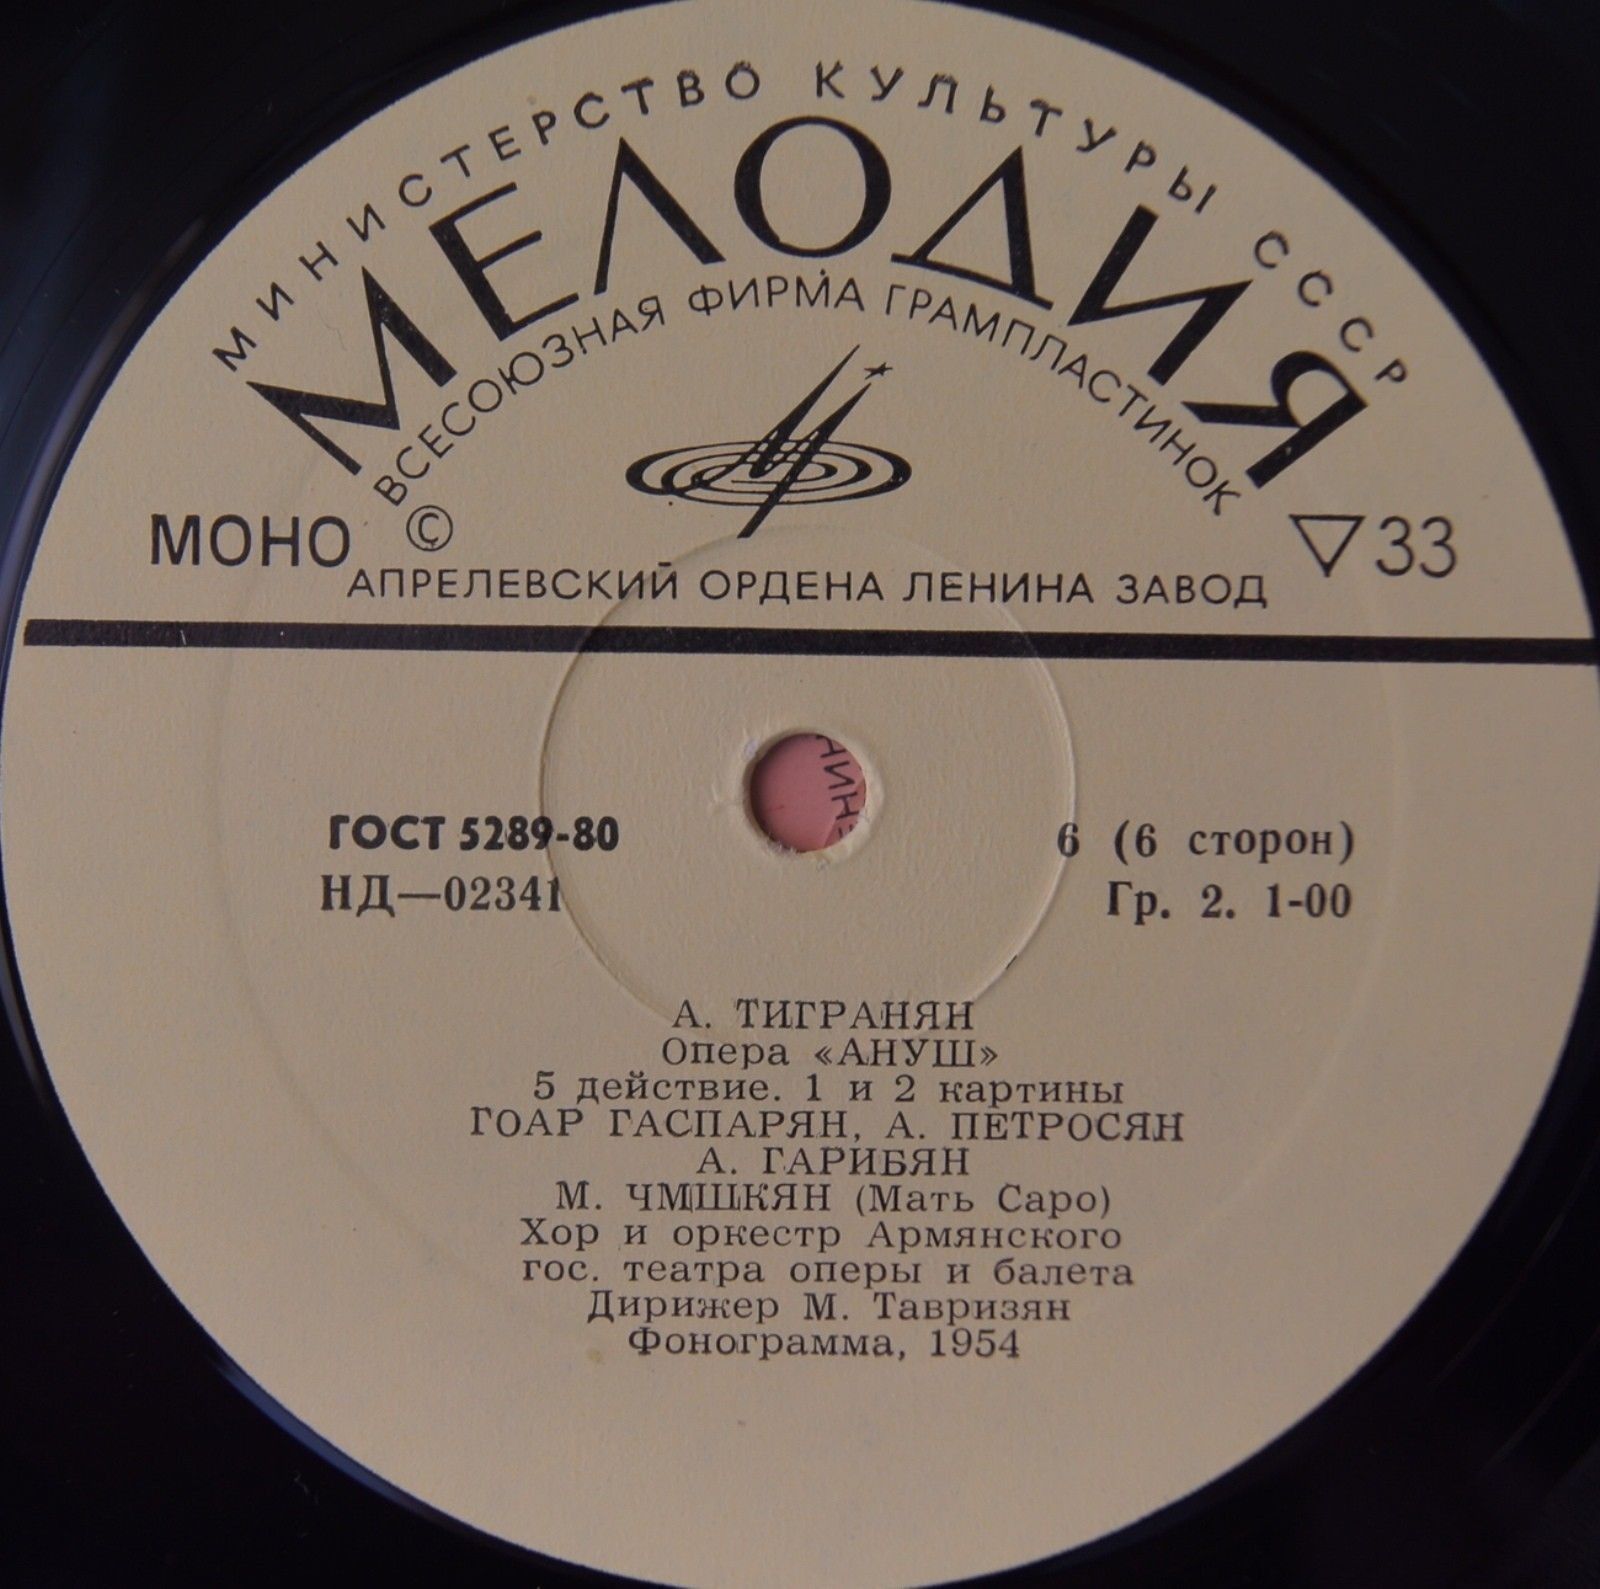 МИНИСТЕРСТВО КУЛЬТУРЫ СССР
МЕЛОДИЯ
ВСЕСОЮЗНАЯ ФИРМА ГРАМПЛАСТИНОК
МОНО © ▽33
АПРЕЛЕВСКИЙ ОРДЕНА ЛЕНИНА ЗАВОД
ГОСТ 5289-80
НД—02341
6 (6 сторон)
Гр. 2. 1-00
А. ТИГРАНЯН
Опера «АНУШ»
5 действие. 1 и 2 картины
ГОАР ГАСПАРЯН, А. ПЕТРОСЯН
А. ГАРИБЯН
М. ЧМШКЯН (Мать Саро)
Хор и оркестр Армянского
гос. театра оперы и балета
Дирижер М. Тавризян
Фонограмма, 1954